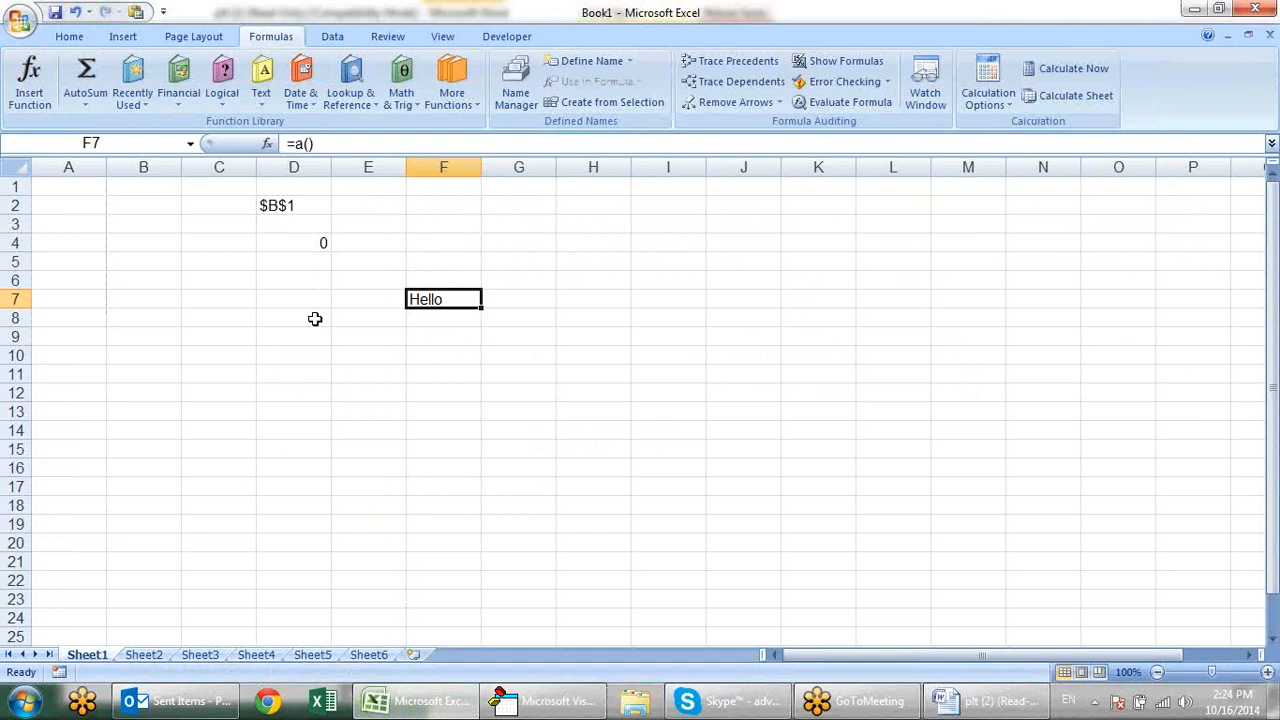 Book1 - Microsoft Excel
Home Insert Page Layout Formulas Data Review View Developer
Insert Function
AutoSum
Recently Used
Financial
Logical
Text
Date & Time
Lookup & Reference
Math & Trig
More Functions
Function Library
Name Manager
Define Name
Use in Formula
Create from Selection
Defined Names
Trace Precedents
Trace Dependents
Remove Arrows
Show Formulas
Error Checking
Evaluate Formula
Formula Auditing
Watch Window
Calculation Options
Calculate Now
Calculate Sheet
Calculation
F7 fx =a()
A B C D E F G H I J K L M N O P
1
2 $B$1
3
4 0
5
6
7 Hello
8
9
10
11
12
13
14
15
16
17
18
19
20
21
22
23
24
25
Sheet1 Sheet2 Sheet3 Sheet4 Sheet5 Sheet6
Ready 100%
Sent Items - P... Microsoft Exc... Microsoft Vis... Skype™ - adv... GoToMeeting plt (2) (Read-... EN 2:24 PM
10/16/2014